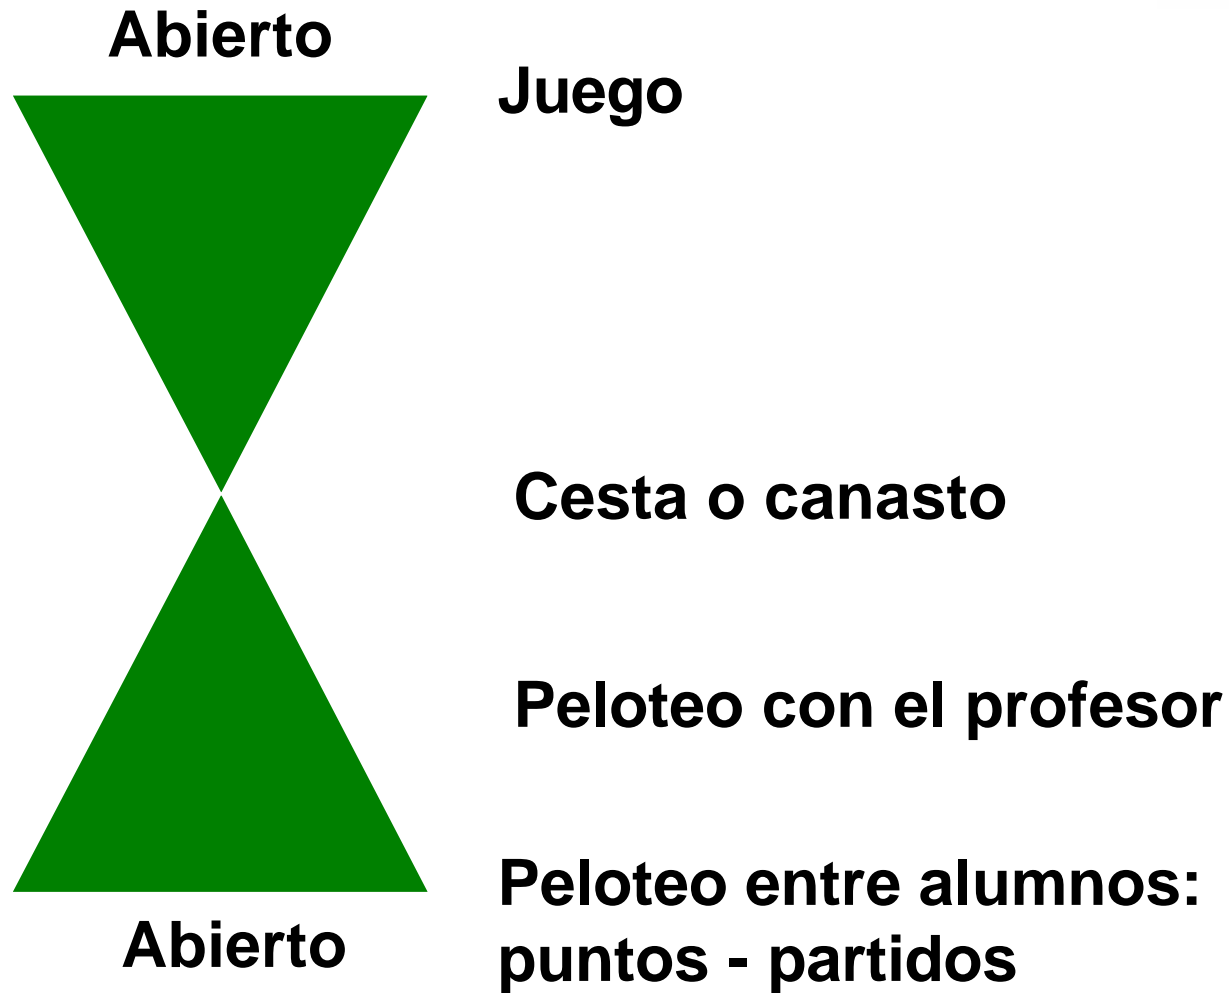 Abierto
Juego
Cesta o canasto
Peloteo con el profesor
Peloteo entre alumnos:
puntos - partidos
Abierto